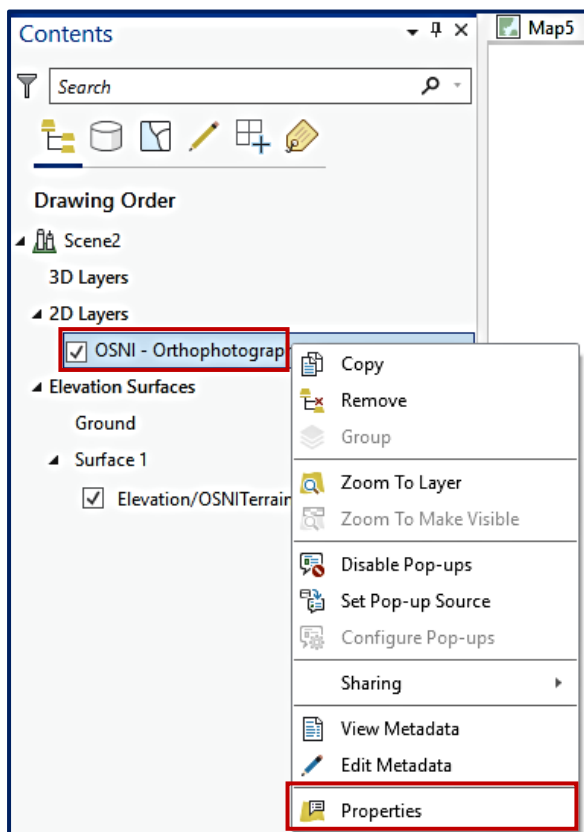 Contents
Map5
Search
Drawing Order
Scene2
3D Layers
2D Layers
OSNI - Orthophotograp
Elevation Surfaces
Ground
Surface 1
Elevation/OSNITerrain
Copy
Remove
Group
Zoom To Layer
Zoom To Make Visible
Disable Pop-ups
Set Pop-up Source
Configure Pop-ups
Sharing
View Metadata
Edit Metadata
Properties